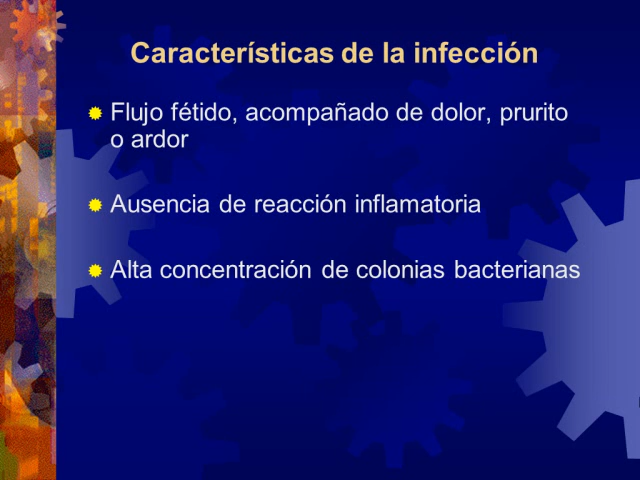 Características de la infección
Flujo fétido, acompañado de dolor, prurito
o ardor
Ausencia de reacción inflamatoria
Alta concentración de colonias bacterianas